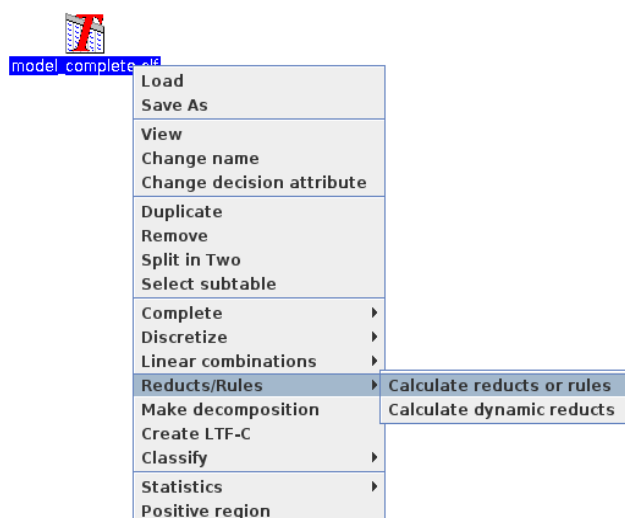 model_complete.slf
Load
Save As
View
Change name
Change decision attribute
Duplicate
Remove
Split in Two
Select subtable
Complete
Discretize
Linear combinations
Reducts/Rules
Calculate reducts or rules
Make decomposition
Calculate dynamic reducts
Create LTF-C
Classify
Statistics
Positive region